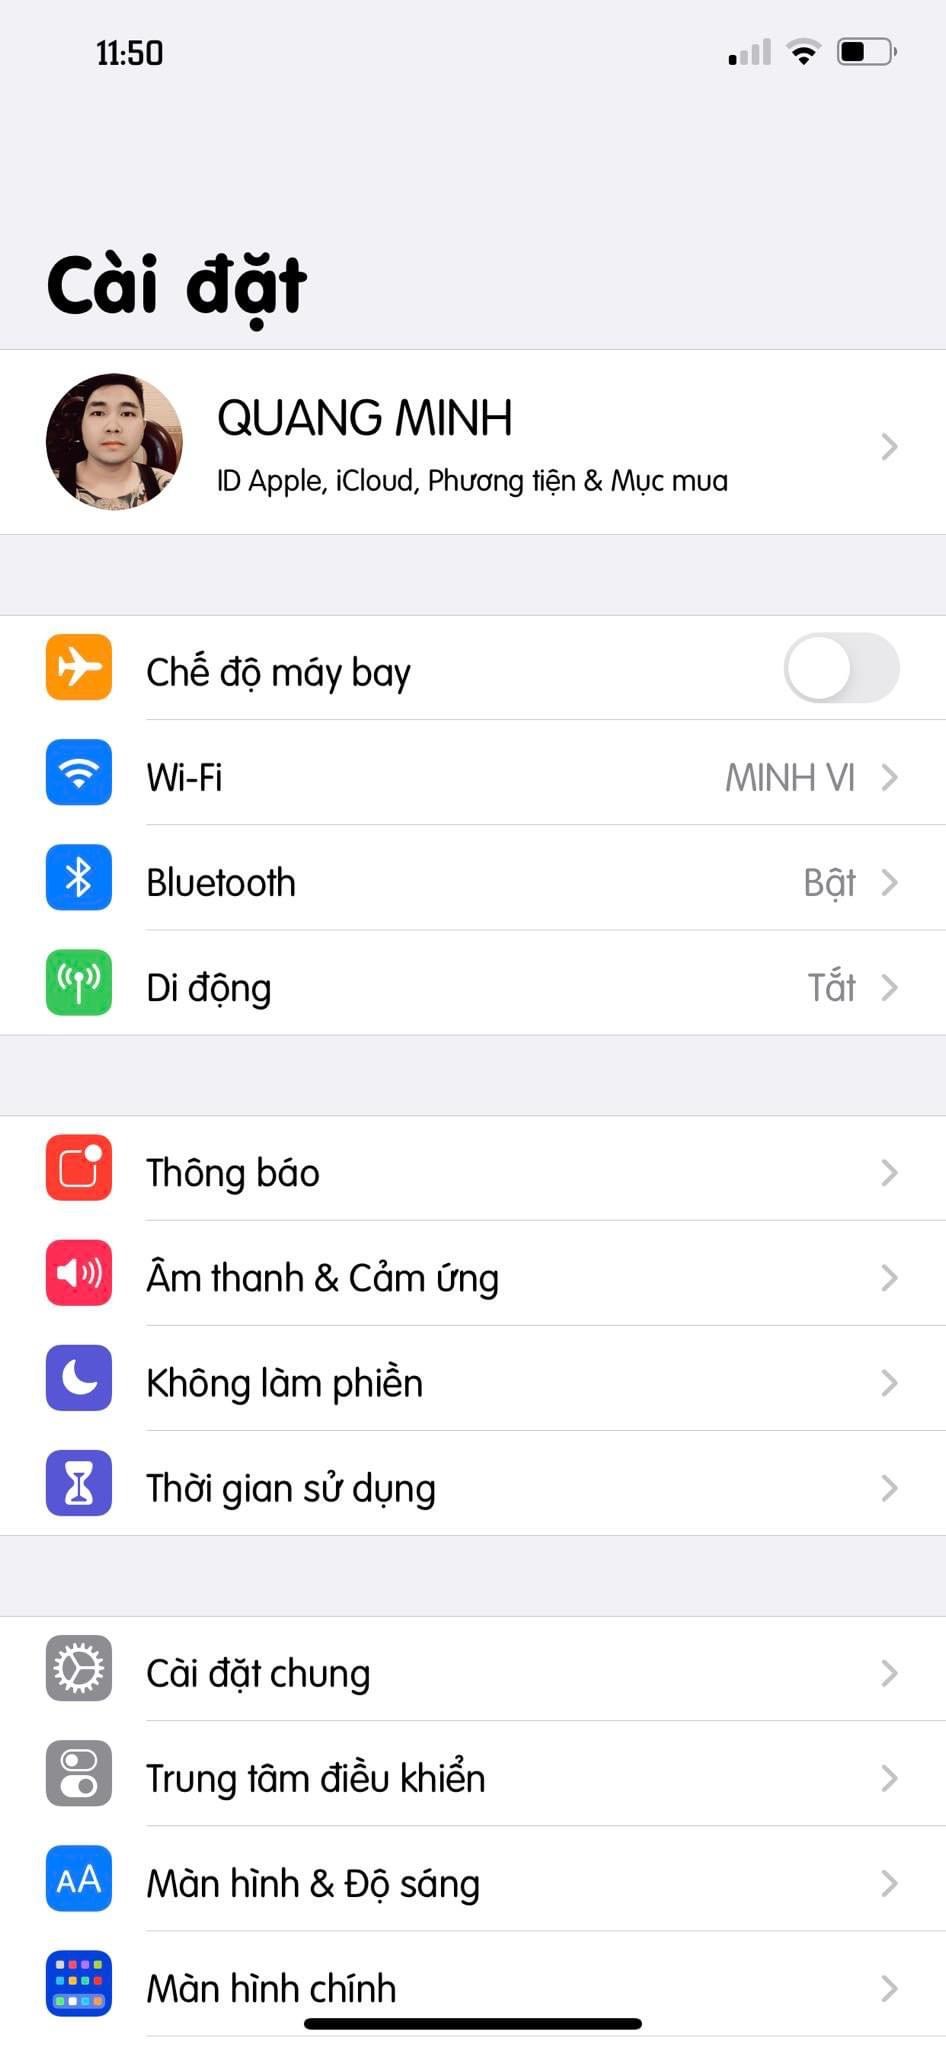 11:50
Cài đặt
QUANG MINH
ID Apple, iCloud, Phương tiện & Mục mua
Chế độ máy bay
Wi-Fi MINH VI
Bluetooth Bật
Di động Tắt
Thông báo
Âm thanh & Cảm ứng
Không làm phiền
Thời gian sử dụng
Cài đặt chung
Trung tâm điều khiển
AA Màn hình & Độ sáng
Màn hình chính